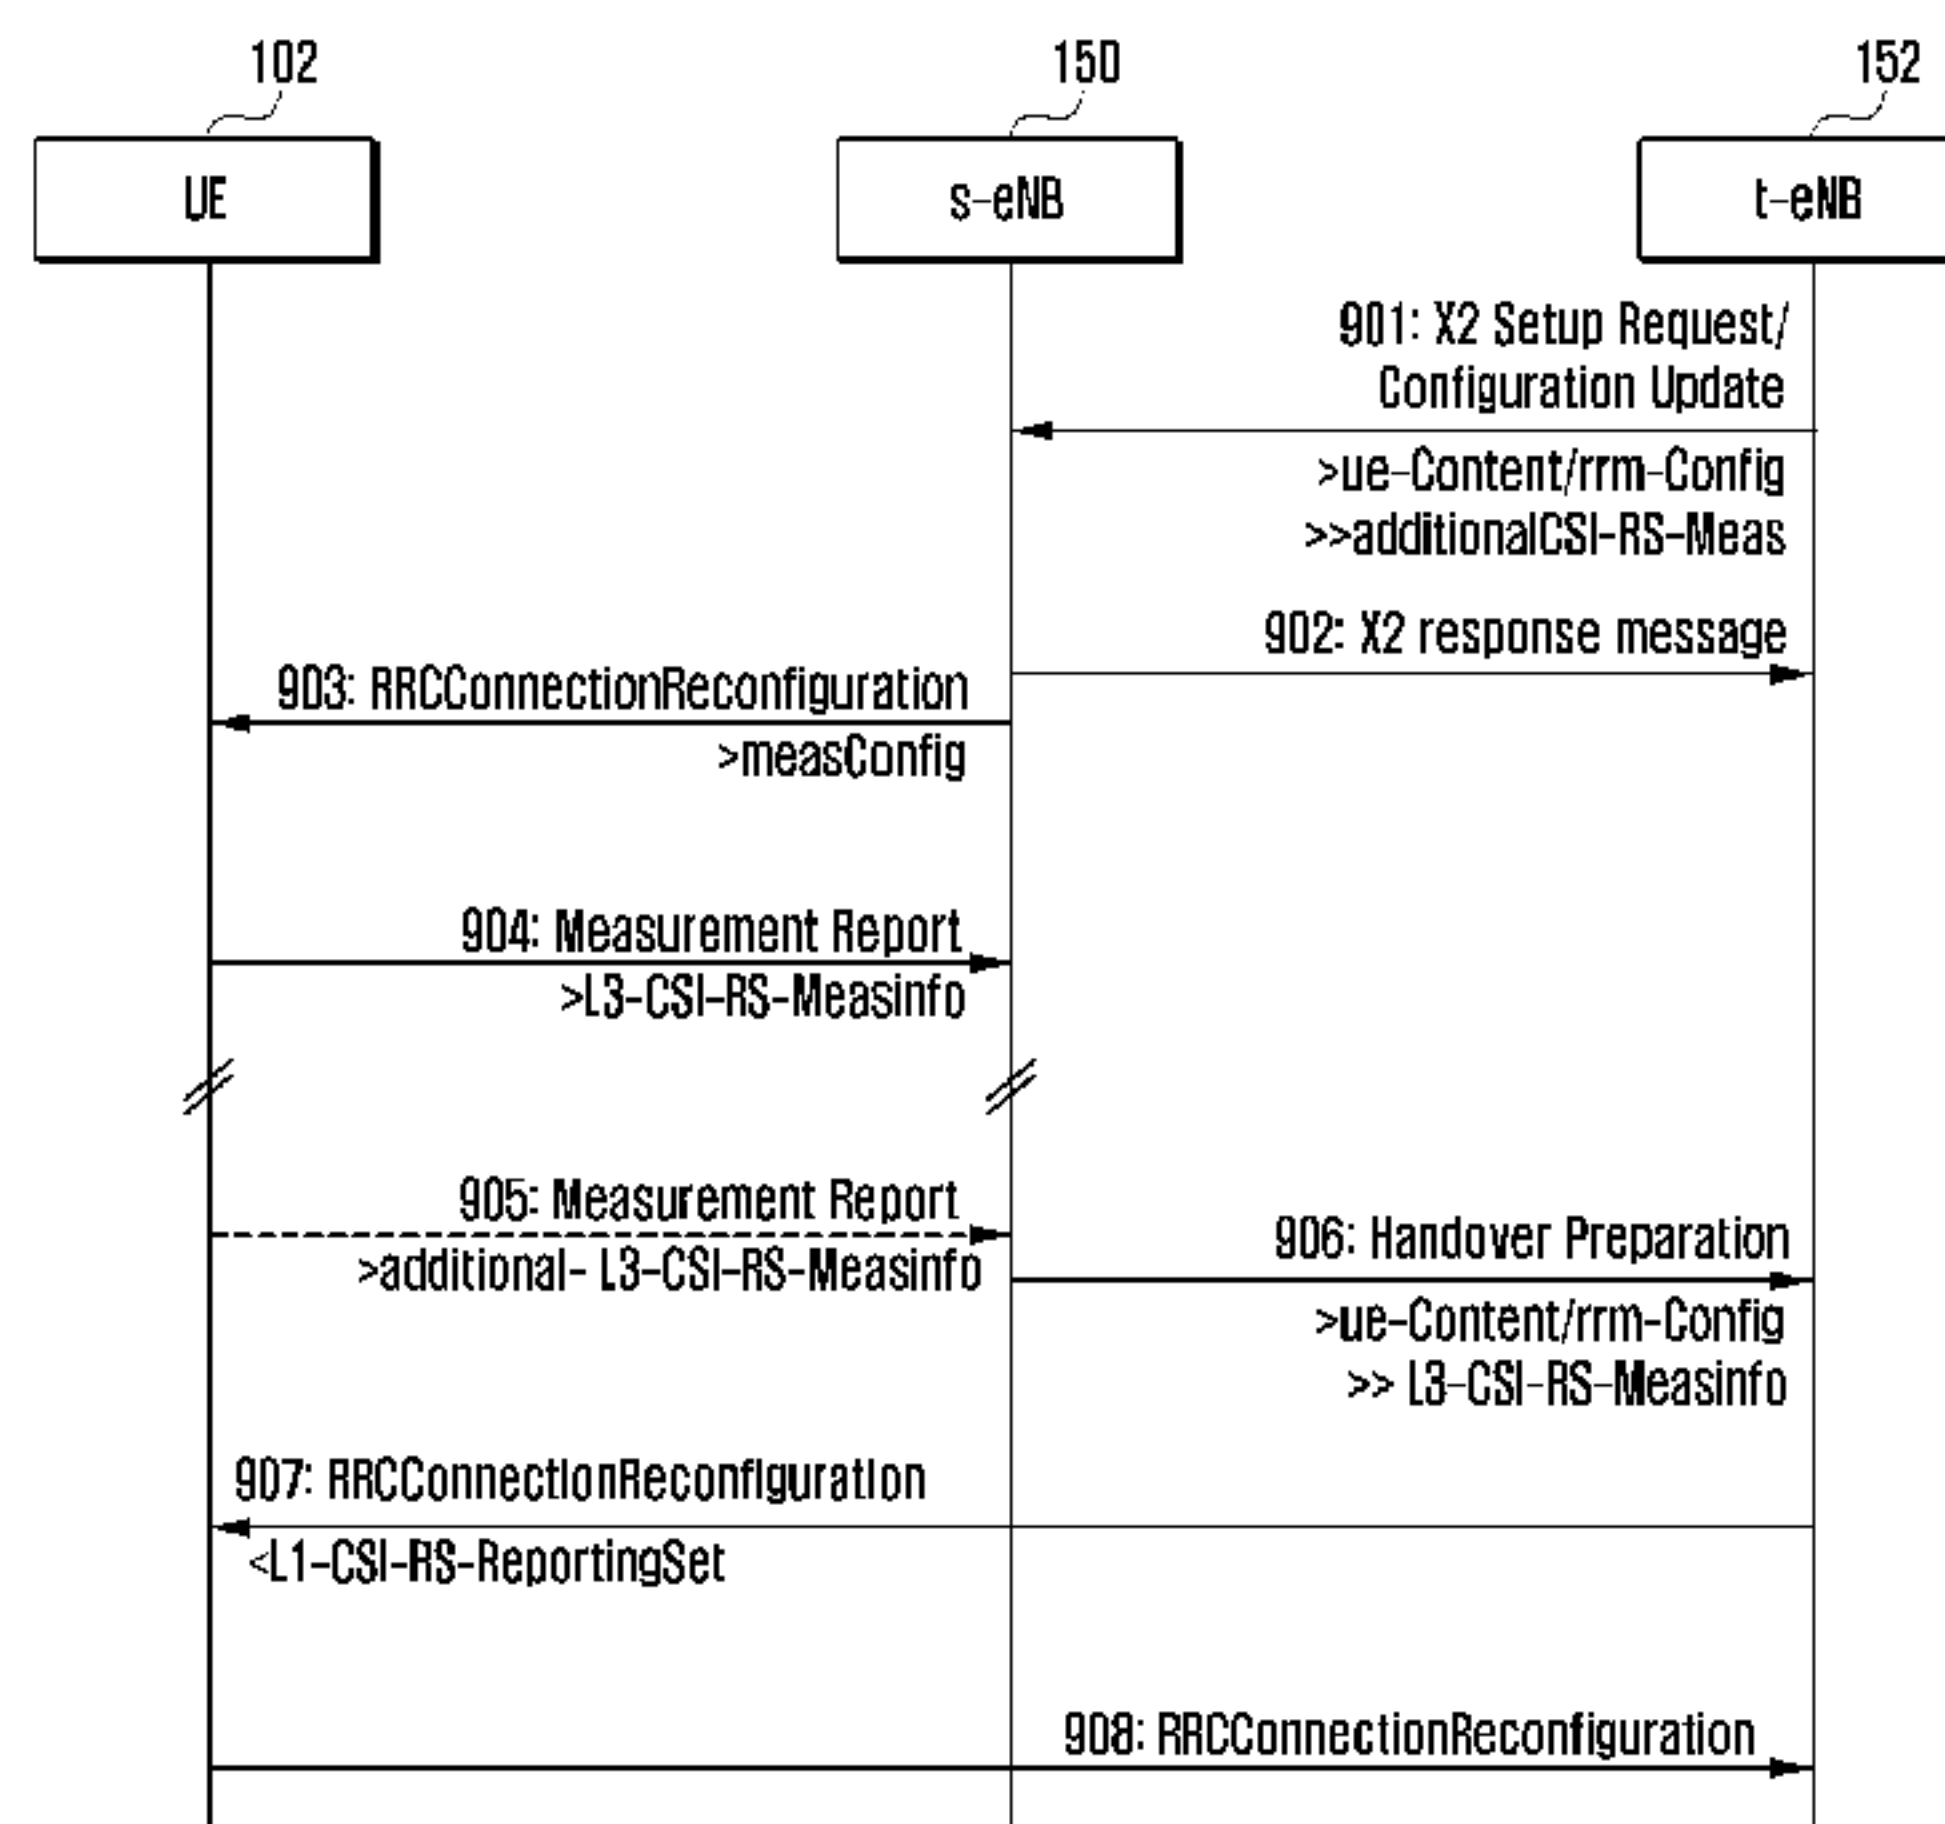 102
150
152
UE
s-eNB
t-eNB
901: X2 Setup Request/
Configuration Update
>ue-Content/rrm-Config
>>additionalCSI-RS-Meas
902: X2 response message
903: RRCConnectionReconfiguration
>measConfig
904: Measurement Report
>L3-CSI-RS-Measinfo
905: Measurement Report
>additional- L3-CSI-RS-Measinfo
906: Handover Preparation
>ue-Content/rrm-Config
>> L3-CSI-RS-Measinfo
907: RRCConnectionReconfiguration
<L1-CSI-RS-ReportingSet
908: RRCConnectionReconfiguration